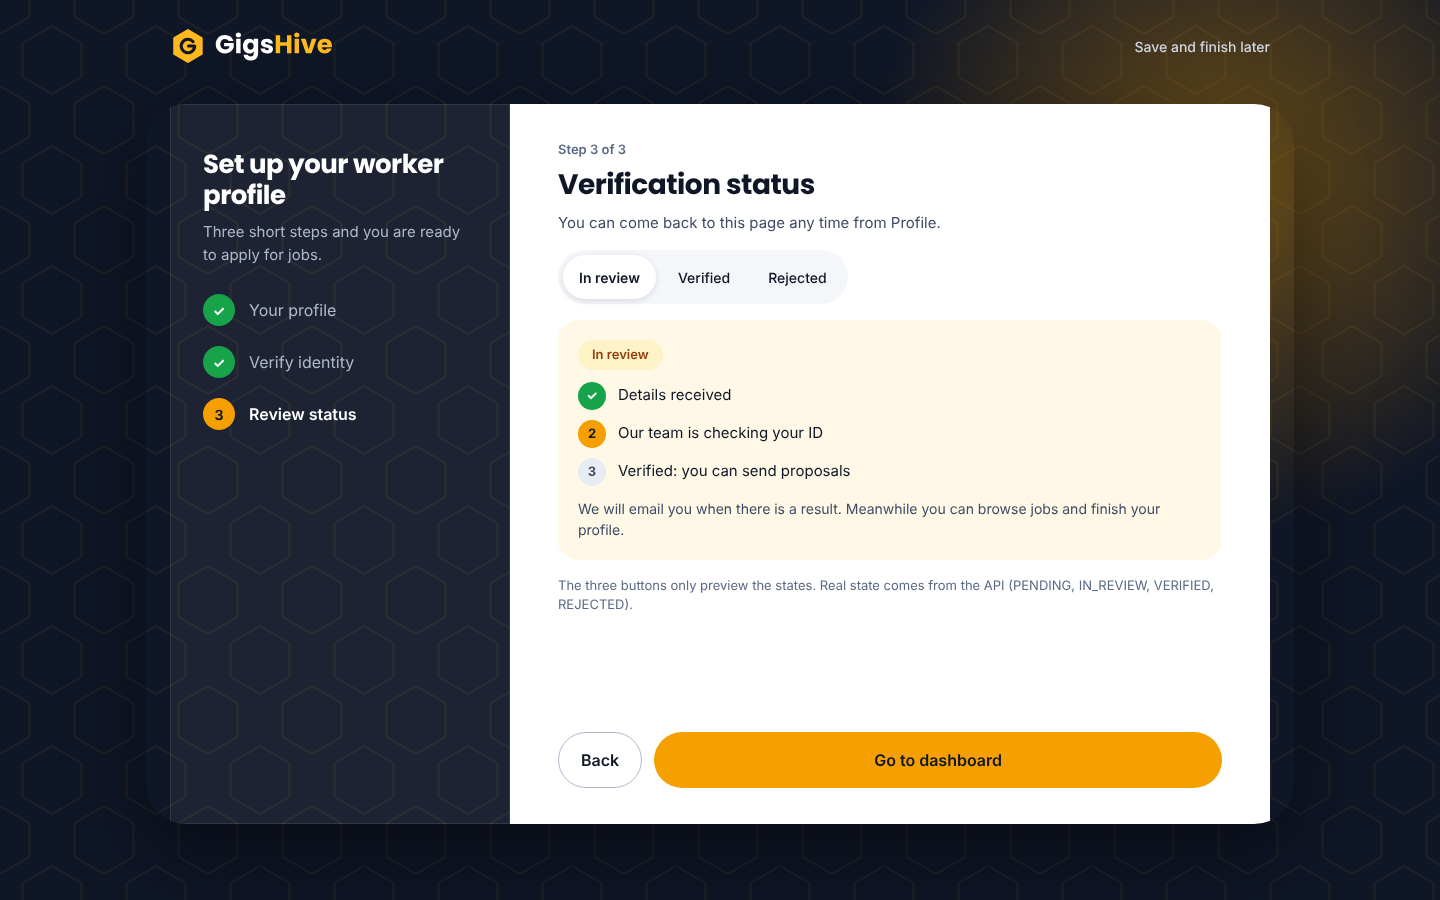 GigsHive
Save and finish later
Set up your worker
profile
Three short steps and you are ready
to apply for jobs.
Your profile
Verify identity
3 Review status
Step 3 of 3
Verification status
You can come back to this page any time from Profile.
In review Verified Rejected
In review
Details received
2 Our team is checking your ID
3 Verified: you can send proposals
We will email you when there is a result. Meanwhile you can browse jobs and finish your
profile.
The three buttons only preview the states. Real state comes from the API (PENDING, IN_REVIEW, VERIFIED,
REJECTED).
Back Go to dashboard